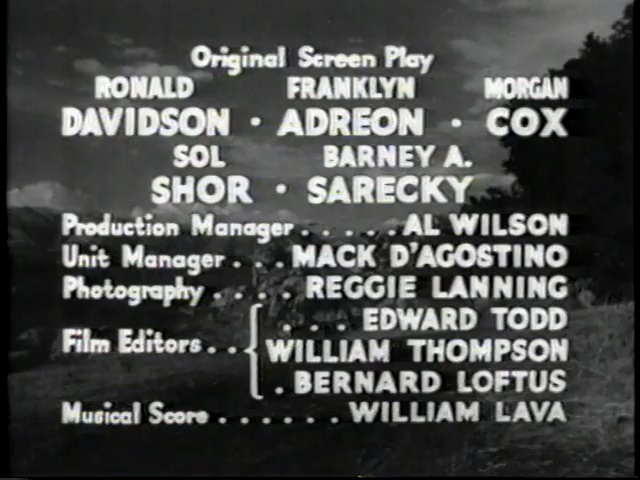 Original Screen Play
RONALD FRANKLYN MORGAN
DAVIDSON · ADREON · COX
SOL BARNEY A.
SHOR · SARECKY
Production Manager.....AL WILSON
Unit Manager...MACK D'AGOSTINO
Photography....REGGIE LANNING
....EDWARD TODD
Film Editors..{WILLIAM THOMPSON
.BERNARD LOFTUS
Musical Score......WILLIAM LAVA